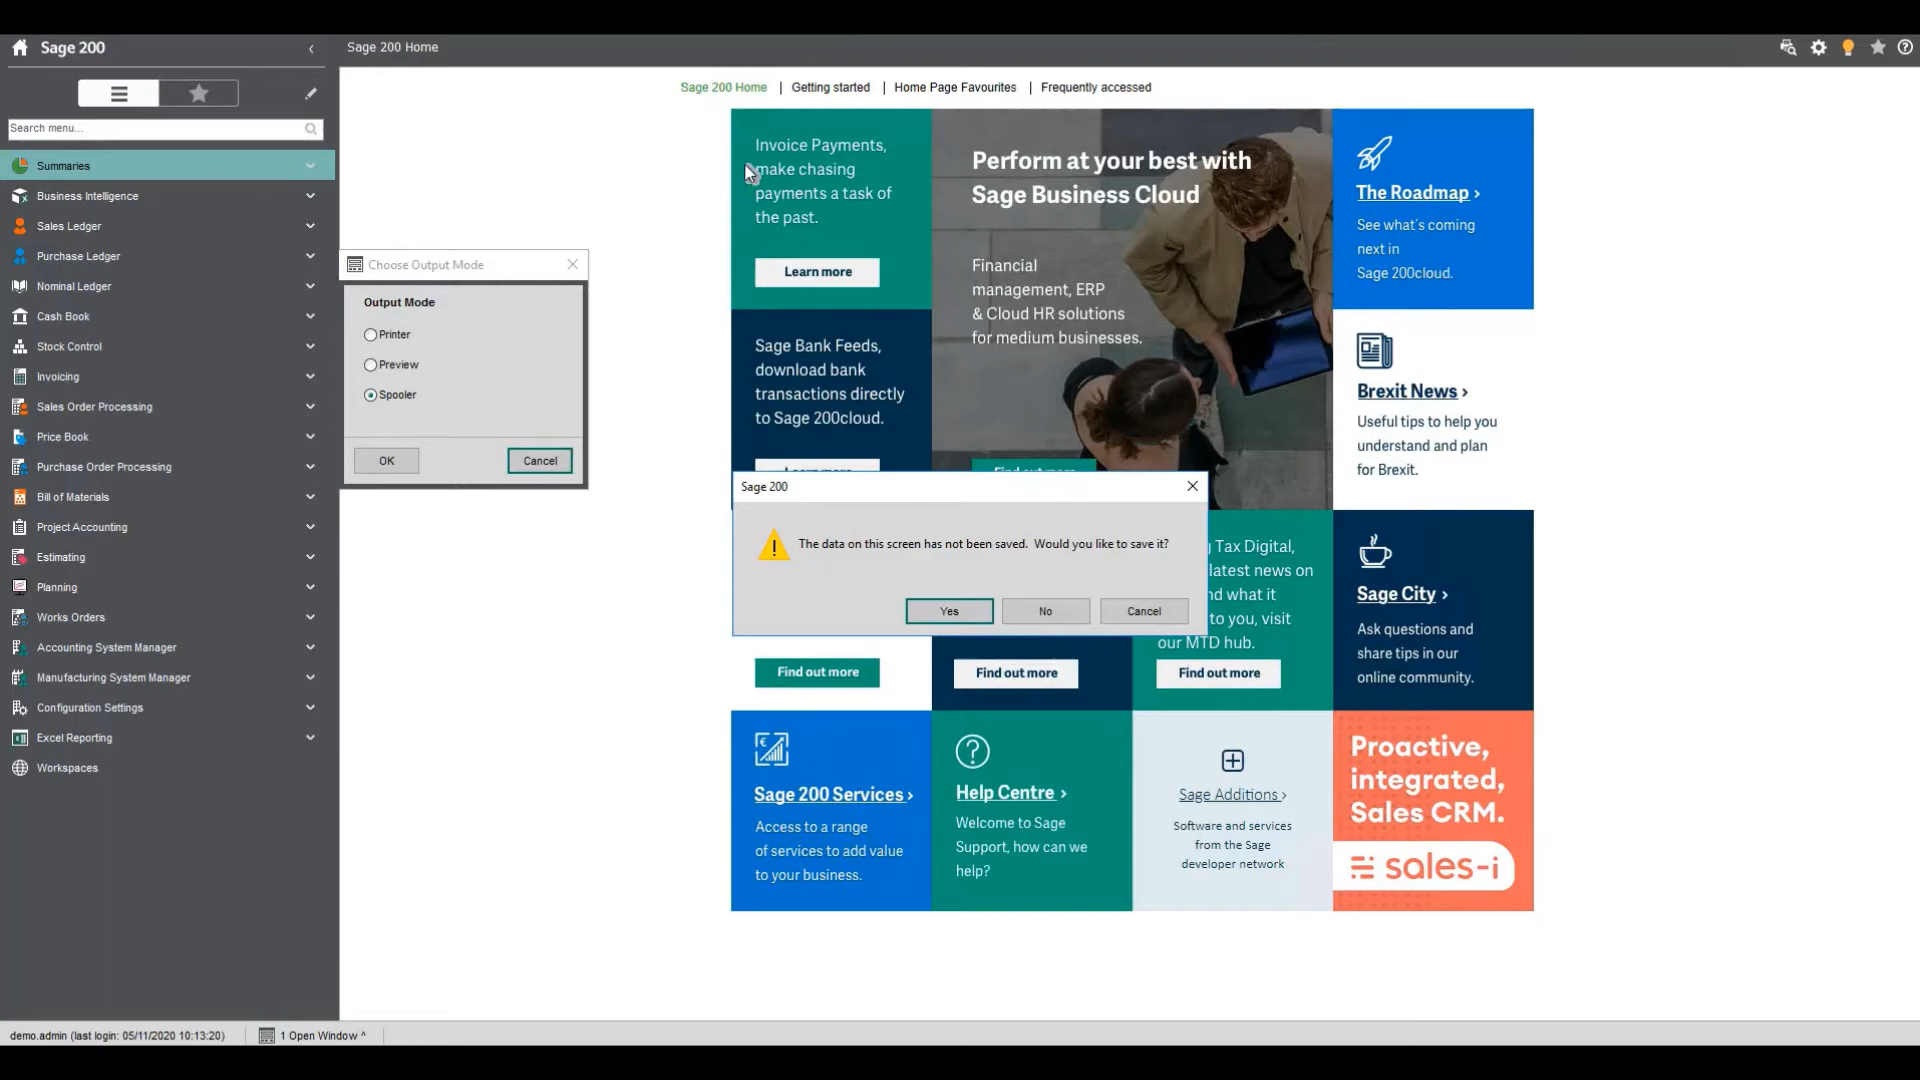 Sage 200
Sage 200 Home
Search menu...
Summaries
Business Intelligence
Sales Ledger
Purchase Ledger
Nominal Ledger
Cash Book
Stock Control
Invoicing
Sales Order Processing
Price Book
Purchase Order Processing
Bill of Materials
Project Accounting
Estimating
Planning
Works Orders
Accounting System Manager
Manufacturing System Manager
Configuration Settings
Excel Reporting
Workspaces
Choose Output Mode
Output Mode
Printer
Preview
Spooler
OK
Cancel
Sage 200 Home | Getting started | Home Page Favourites | Frequently accessed
Invoice Payments,
make chasing
payments a task of
the past.
Learn more
Perform at your best with
Sage Business Cloud
Financial
management, ERP
& Cloud HR solutions
for medium businesses.
Find out more
The Roadmap ›
See what's coming
next in
Sage 200cloud.
Sage Bank Feeds,
download bank
transactions directly
to Sage 200cloud.
Learn more
Brexit News ›
Useful tips to help you
understand and plan
for Brexit.
Sage 200
The data on this screen has not been saved. Would you like to save it?
Yes
No
Cancel
Tax Digital,
latest news on
what it
to you, visit
our MTD hub.
Find out more
Find out more
Find out more
Sage City ›
Ask questions and
share tips in our
online community.
Sage 200 Services ›
Access to a range
of services to add value
to your business.
Help Centre ›
Welcome to Sage
Support, how can we
help?
Sage Additions ›
Software and services
from the Sage
developer network
Proactive,
integrated,
Sales CRM.
sales-i
demo.admin (last login: 05/11/2020 10:13:20)
1 Open Window ^